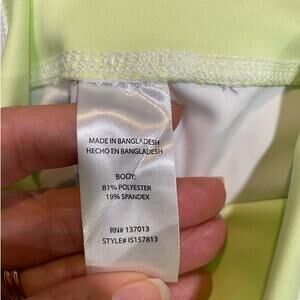 MADE IN BANGLADESH
HECHO EN BANGLADESH
BODY:
81% POLYESTER
19% SPANDEX
RN# 137013
STYLE# IS157813